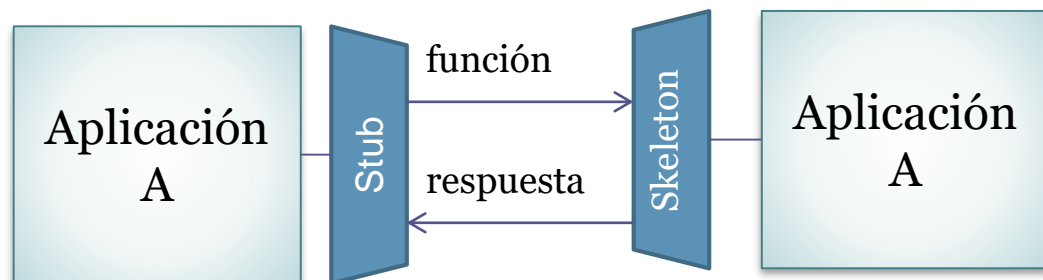 Aplicación
A
Stub
función
respuesta
Skeleton
Aplicación
A